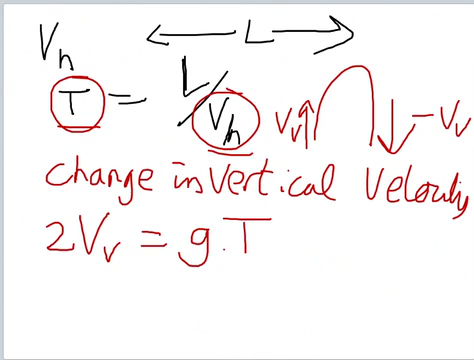 Vh ← L →
T = L/Vh Vv ↑ ↓ -Vv
change in vertical velocity
2Vv = g.T